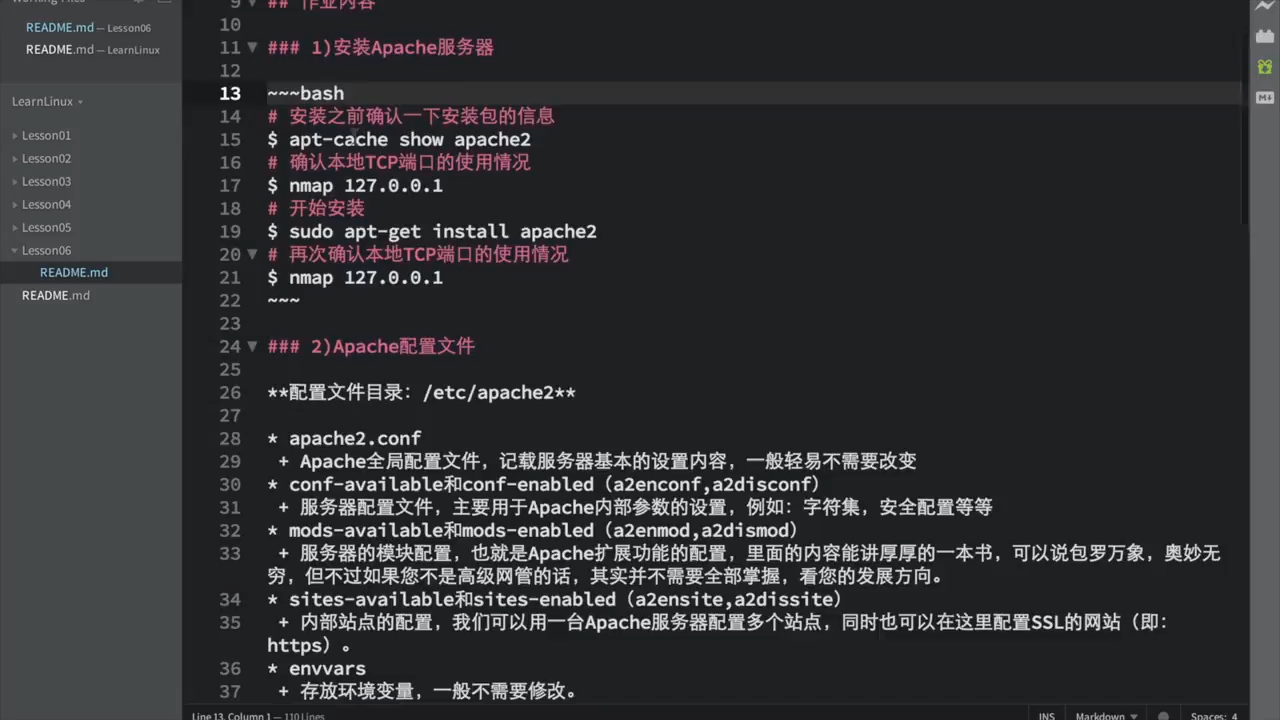 Working Files
README.md — Lesson06
README.md — LearnLinux
LearnLinux
Lesson01
Lesson02
Lesson03
Lesson04
Lesson05
Lesson06
README.md
README.md
9 ## 作业内容
10
11 ### 1)安装Apache服务器
12
13 ~~~bash
14 # 安装之前确认一下安装包的信息
15 $ apt-cache show apache2
16 # 确认本地TCP端口的使用情况
17 $ nmap 127.0.0.1
18 # 开始安装
19 $ sudo apt-get install apache2
20 # 再次确认本地TCP端口的使用情况
21 $ nmap 127.0.0.1
22 ~~~
23
24 ### 2)Apache配置文件
25
26 **配置文件目录：/etc/apache2**
27
28 * apache2.conf
29 + Apache全局配置文件，记载服务器基本的设置内容，一般轻易不需要改变
30 * conf-available和conf-enabled（a2enconf,a2disconf）
31 + 服务器配置文件，主要用于Apache内部参数的设置，例如：字符集，安全配置等等
32 * mods-available和mods-enabled（a2enmod,a2dismod）
33 + 服务器的模块配置，也就是Apache扩展功能的配置，里面的内容能讲厚厚的一本书，可以说包罗万象，奥妙无
穷，但不过如果您不是高级网管的话，其实并不需要全部掌握，看您的发展方向。
34 * sites-available和sites-enabled（a2ensite,a2dissite）
35 + 内部站点的配置，我们可以用一台Apache服务器配置多个站点，同时也可以在这里配置SSL的网站（即：
https）。
36 * envvars
37 + 存放环境变量，一般不需要修改。
Line 13, Column 1 — 110 Lines
INS
Markdown
Spaces: 4